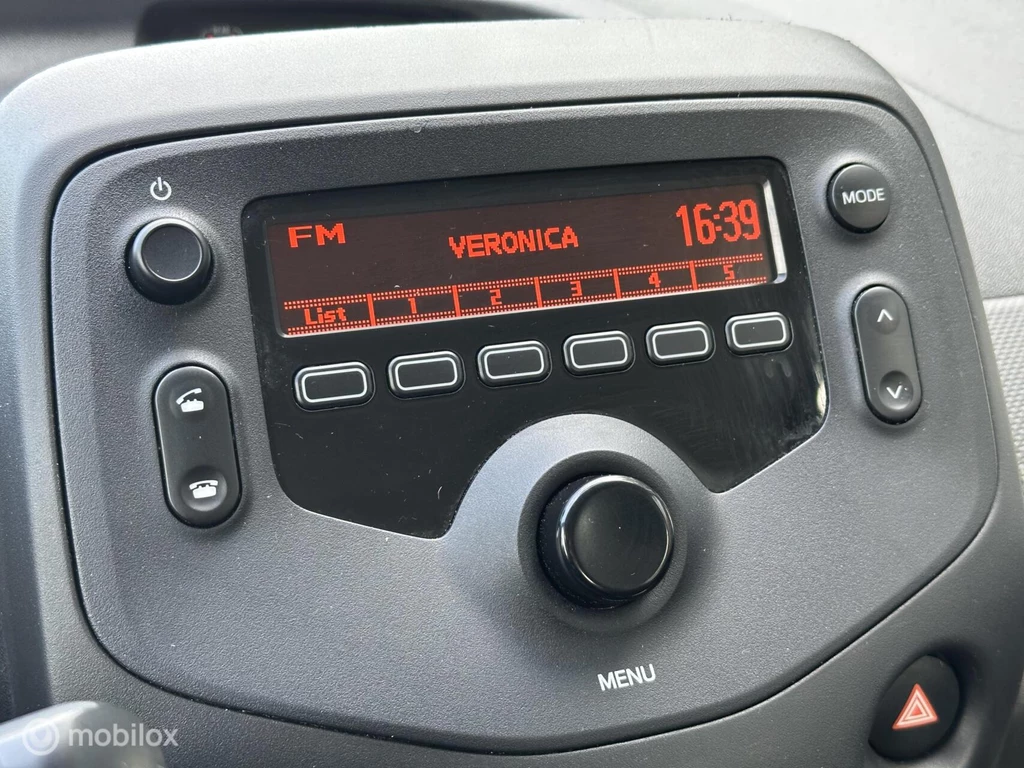 FM
VERONICA
16:39
List 1 2 3 4 5
MODE
MENU
mobilox